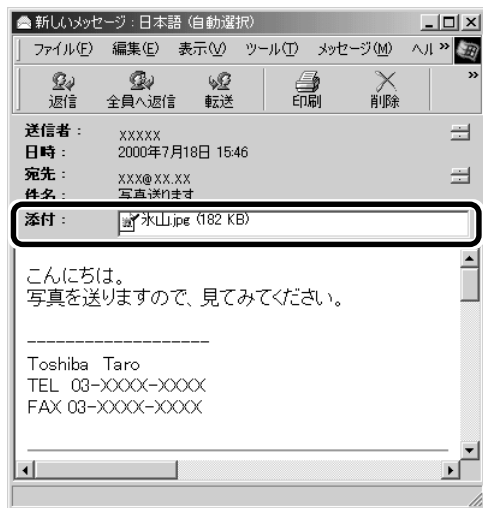 新しいメッセージ : 日本語 (自動選択)
ファイル(F) 編集(E) 表示(V) ツール(T) メッセージ(M) ヘル »
返信 全員へ返信 転送 印刷 削除 »
送信者 : xxxxx
日時 : 2000年7月18日 15:46
宛先 : xxx@xx.xx
件名 : 写真送ります
添付 : 氷山.jpg (182 KB)
こんにちは。
写真を送りますので、見てみてください。
-------------------
Toshiba Taro
TEL 03-XXXX-XXXX
FAX 03-XXXX-XXXX